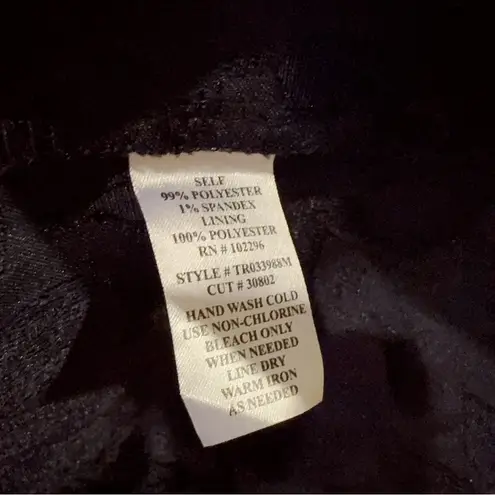 SELF
99% POLYESTER
1% SPANDEX
LINING
100% POLYESTER
RN # 102296
STYLE # TR033988M
CUT # 30802
HAND WASH COLD
USE NON-CHLORINE
BLEACH ONLY
WHEN NEEDED
LINE DRY
WARM IRON
AS NEEDED